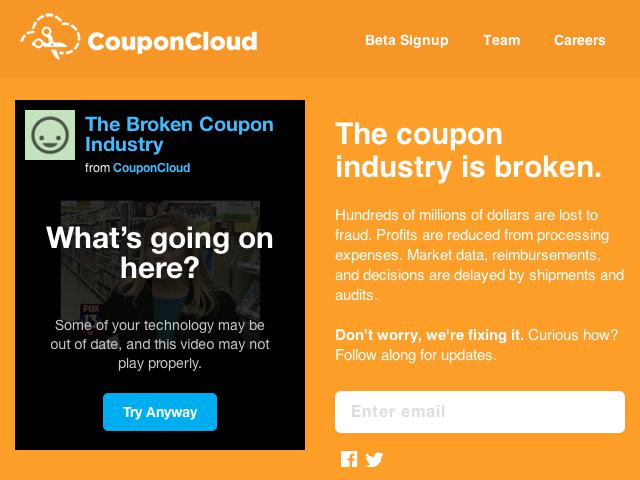 CouponCloud
Beta Signup
Team
Careers
The Broken Coupon
Industry
from CouponCloud
What's going on
here?
FOX
13
Some of your technology may be
out of date, and this video may not
play properly.
Try Anyway
The coupon
industry is broken.
Hundreds of millions of dollars are lost to
fraud. Profits are reduced from processing
expenses. Market data, reimbursements,
and decisions are delayed by shipments and
audits.
Don't worry, we're fixing it. Curious how?
Follow along for updates.
Enter email